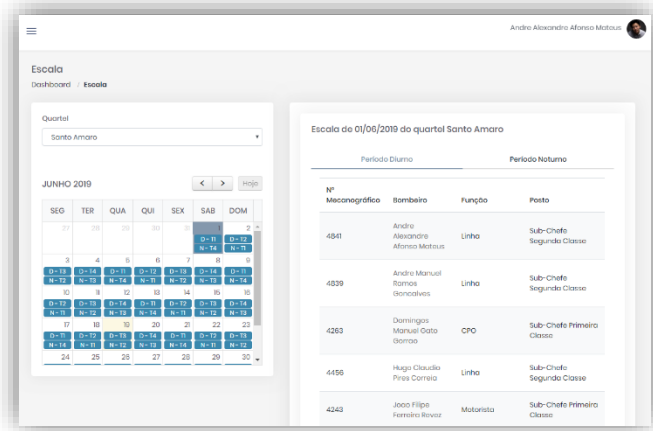 Andre Alexandre Afonso Mateus
Escala
Dashboard / Escala
Quartel
Santo Amaro
JUNHO 2019
< > Hoje
SEG TER QUA QUI SEX SAB DOM
27 28 29 30 31 1 2
D - T1 D - T2
N - T4 N - T1
3 4 5 6 7 8 9
D - T3 D - T4 D - T1 D - T2 D - T3 D - T4 D - T1
N - T2 N - T3 N - T4 N - T1 N - T2 N - T3 N - T4
10 11 12 13 14 15 16
D - T2 D - T3 D - T4 D - T1 D - T2 D - T3 D - T4
N - T1 N - T2 N - T3 N - T4 N - T1 N - T2 N - T3
17 18 19 20 21 22 23
D - T1 D - T2 D - T3 D - T4 D - T1 D - T2 D - T3
N - T4 N - T1 N - T2 N - T3 N - T4 N - T1 N - T2
24 25 26 27 28 29 30
Escala de 01/06/2019 do quartel Santo Amaro
Período Diurno Período Noturno
Nº
Mecanográfico Bombeiro Função Posto
Andre
4841 Alexandre Linha Sub-Chefe
Afonso Mateus Segunda Classe
Andre Manuel
4839 Ramos Linha Sub-Chefe
Goncalves Segunda Classe
Domingos
4263 Manuel Gato CPO Sub-Chefe Primeira
Borrao Classe
4456 Hugo Claudio Linha Sub-Chefe
Pires Correia Segunda Classe
4243 Joao Filipe Motorista Sub-Chefe Primeira
Ferreira Revez Classe